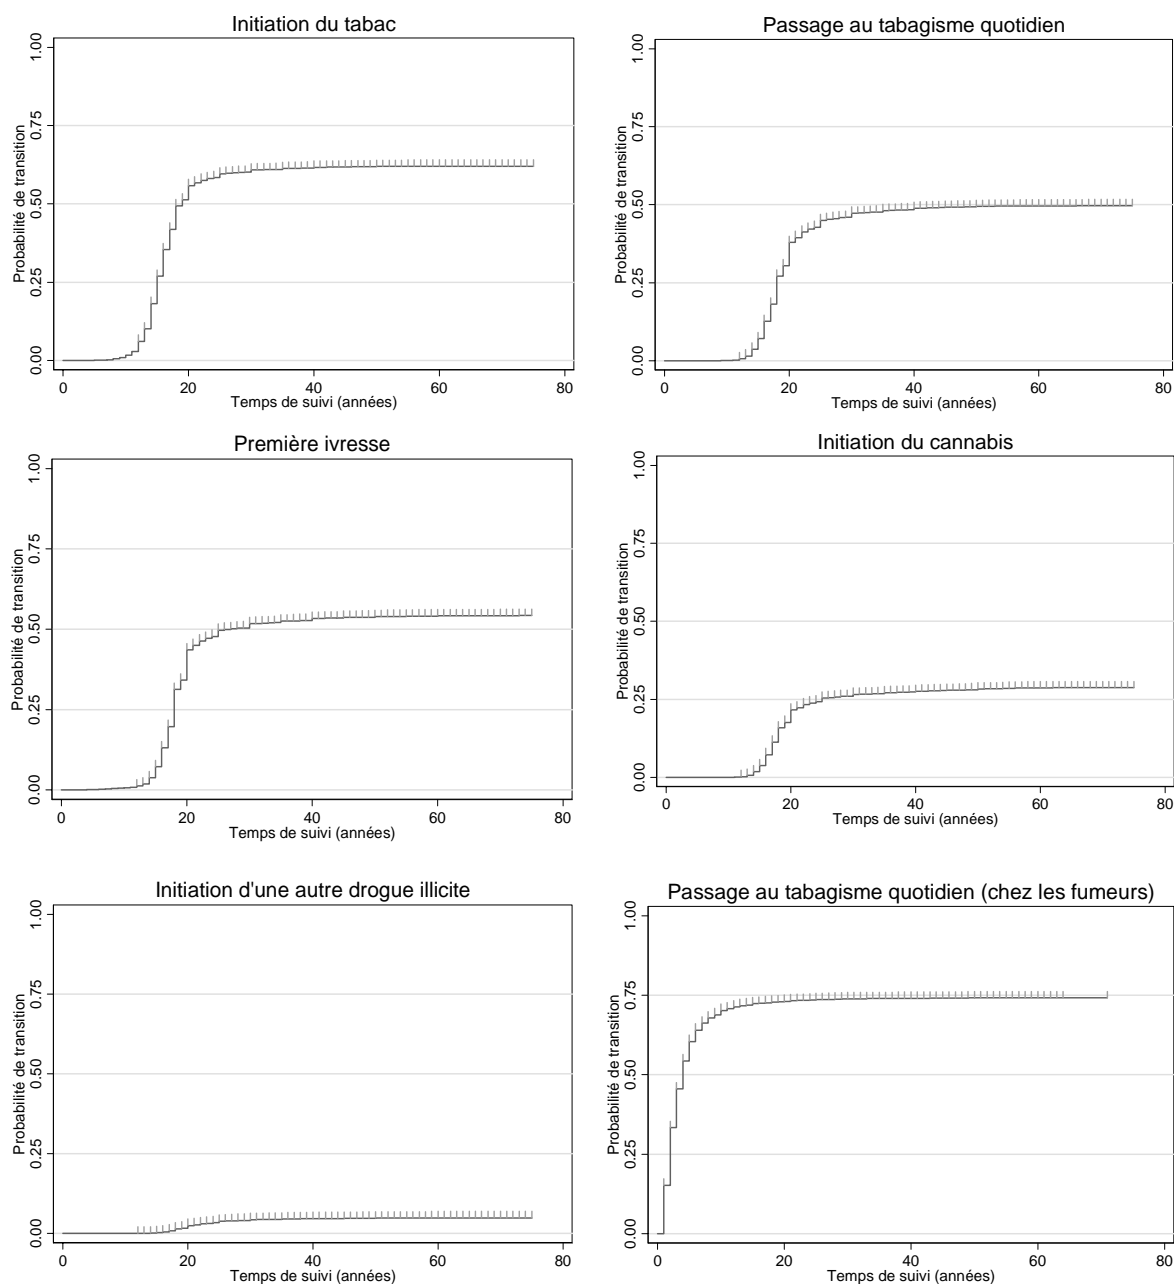 Initiation du tabac
Probabilité de transition
1.00
0.75
0.50
0.25
0.00
0 20 40 60 80
Temps de suivi (années)
Passage au tabagisme quotidien
Probabilité de transition
1.00
0.75
0.50
0.25
0.00
0 20 40 60 80
Temps de suivi (années)
Première ivresse
Probabilité de transition
1.00
0.75
0.50
0.25
0.00
0 20 40 60 80
Temps de suivi (années)
Initiation du cannabis
Probabilité de transition
1.00
0.75
0.50
0.25
0.00
0 20 40 60 80
Temps de suivi (années)
Initiation d'une autre drogue illicite
Probabilité de transition
1.00
0.75
0.50
0.25
0.00
0 20 40 60 80
Temps de suivi (années)
Passage au tabagisme quotidien (chez les fumeurs)
Probabilité de transition
1.00
0.75
0.50
0.25
0.00
0 20 40 60 80
Temps de suivi (années)